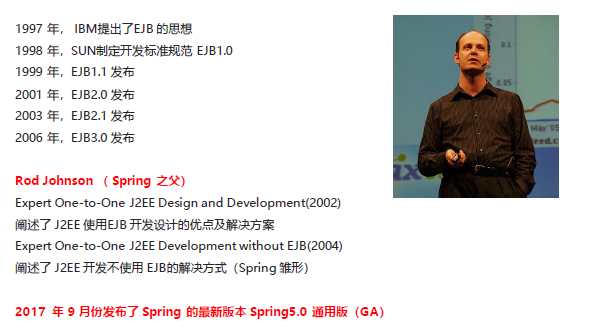 1997 年， IBM提出了EJB 的思想
1998 年，SUN制定开发标准规范 EJB1.0
1999 年，EJB1.1 发布
2001 年，EJB2.0 发布
2003 年，EJB2.1 发布
2006 年，EJB3.0 发布
Rod Johnson （ Spring 之父）
Expert One-to-One J2EE Design and Development(2002)
阐述了 J2EE 使用EJB 开发设计的优点及解决方案
Expert One-to-One J2EE Development without EJB(2004)
阐述了 J2EE 开发不使用 EJB的解决方式（Spring 雏形）
2017 年 9 月份发布了 Spring 的最新版本 Spring5.0 通用版（GA）
0.1
0.05
May '05
eed.c